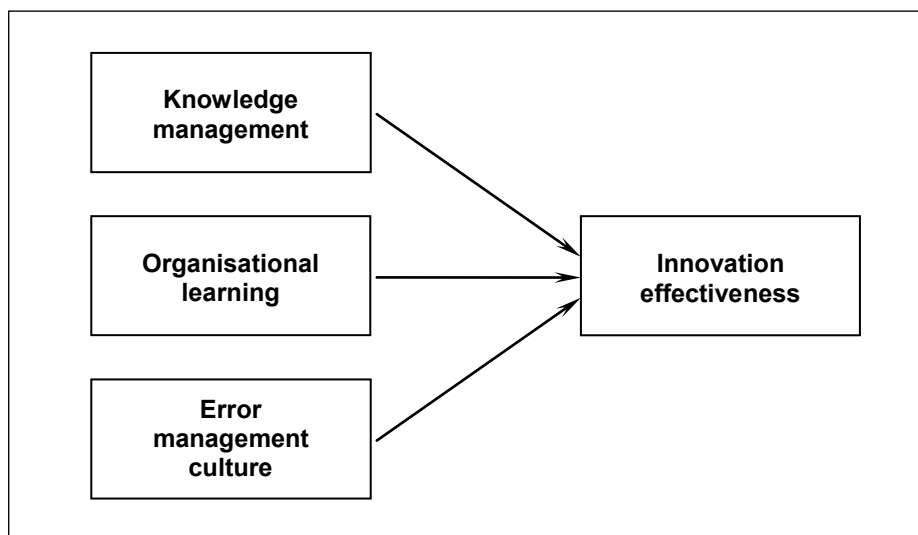 Knowledge
management
Organisational
learning
Innovation
effectiveness
Error
management
culture